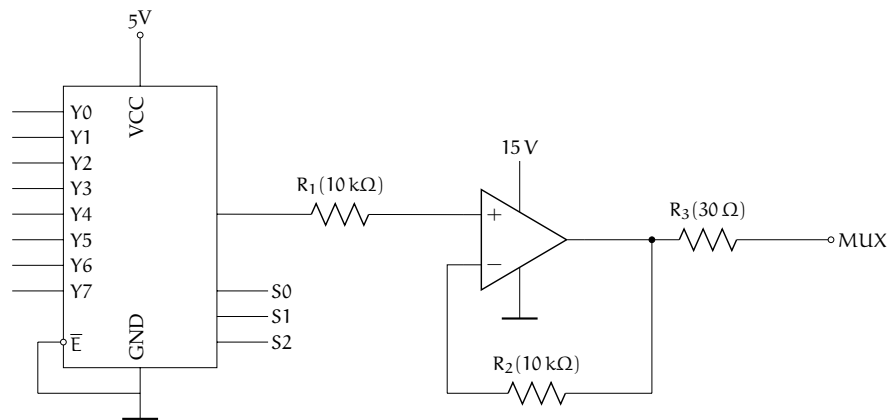 5V
VCC
Y0
Y1
Y2
Y3
Y4
Y5
Y6
Y7
E
GND
S0
S1
S2
R1(10 kΩ)
15 V
+
−
R2(10 kΩ)
R3(30 Ω)
MUX